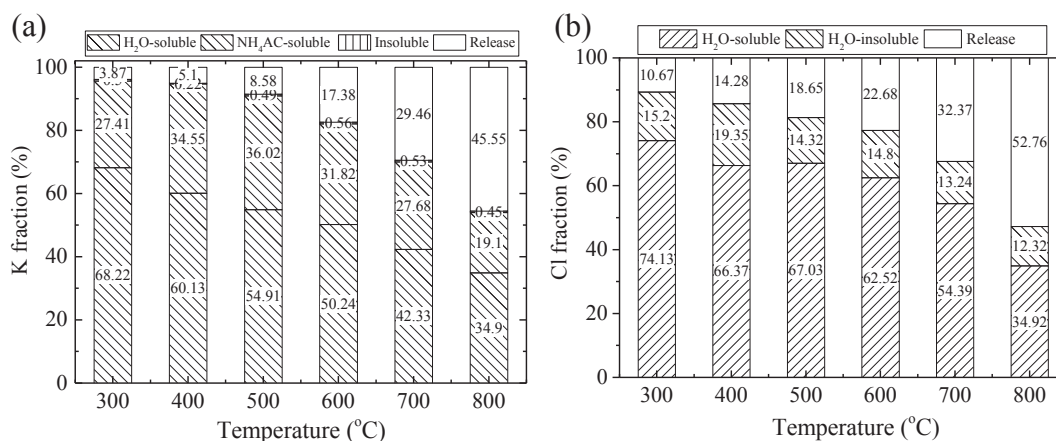 (a)
H₂O-soluble NH₄AC-soluble Insoluble Release
K fraction (%)
100
80
60
40
20
0
3.87 5.1 8.58 17.38 29.46 45.55
0.5 0.22 0.49 0.56 0.53 0.45
27.41 34.55 36.02 31.82 27.68 19.1
68.22 60.13 54.91 50.24 42.33 34.9
300 400 500 600 700 800
Temperature (°C)
(b)
H₂O-soluble H₂O-insoluble Release
Cl fraction (%)
100
80
60
40
20
0
10.67 14.28 18.65 22.68 32.37 52.76
15.2 19.35 14.32 14.8 13.24 12.32
74.13 66.37 67.03 62.52 54.39 34.92
300 400 500 600 700 800
Temperature (°C)